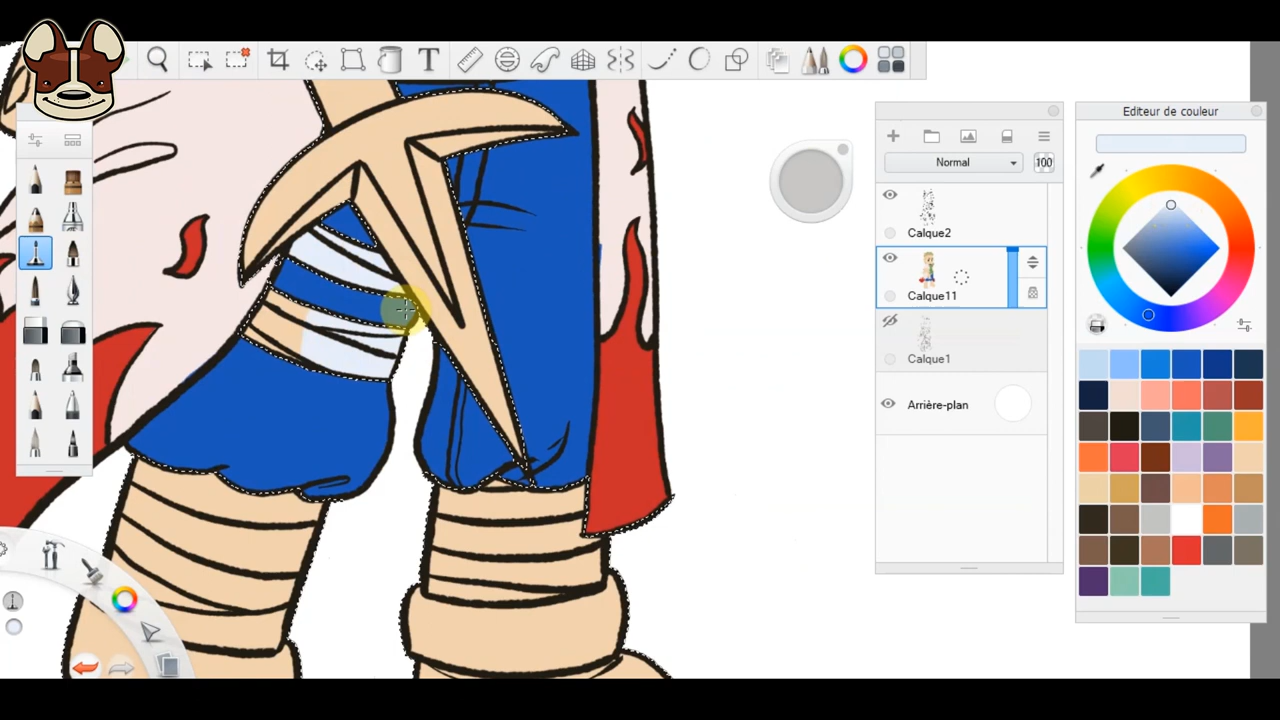 T
Editeur de couleur
Normal
100
Calque2
Calque11
Calque1
Arrière-plan